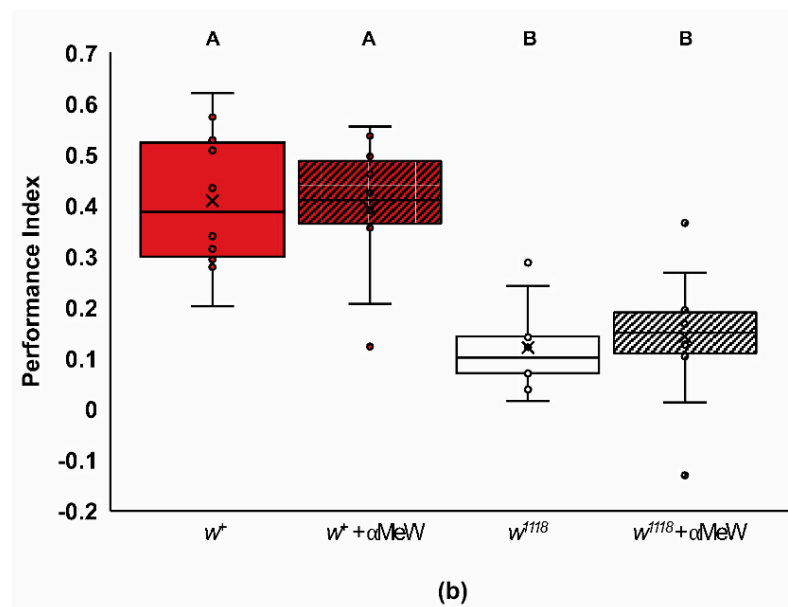 A A B B
0.7
0.6
0.5
0.4
0.3
0.2
0.1
0
-0.1
-0.2
Performance Index
w⁺ w⁺ + αMeW w¹¹¹⁸ w¹¹¹⁸ + αMeW
(b)